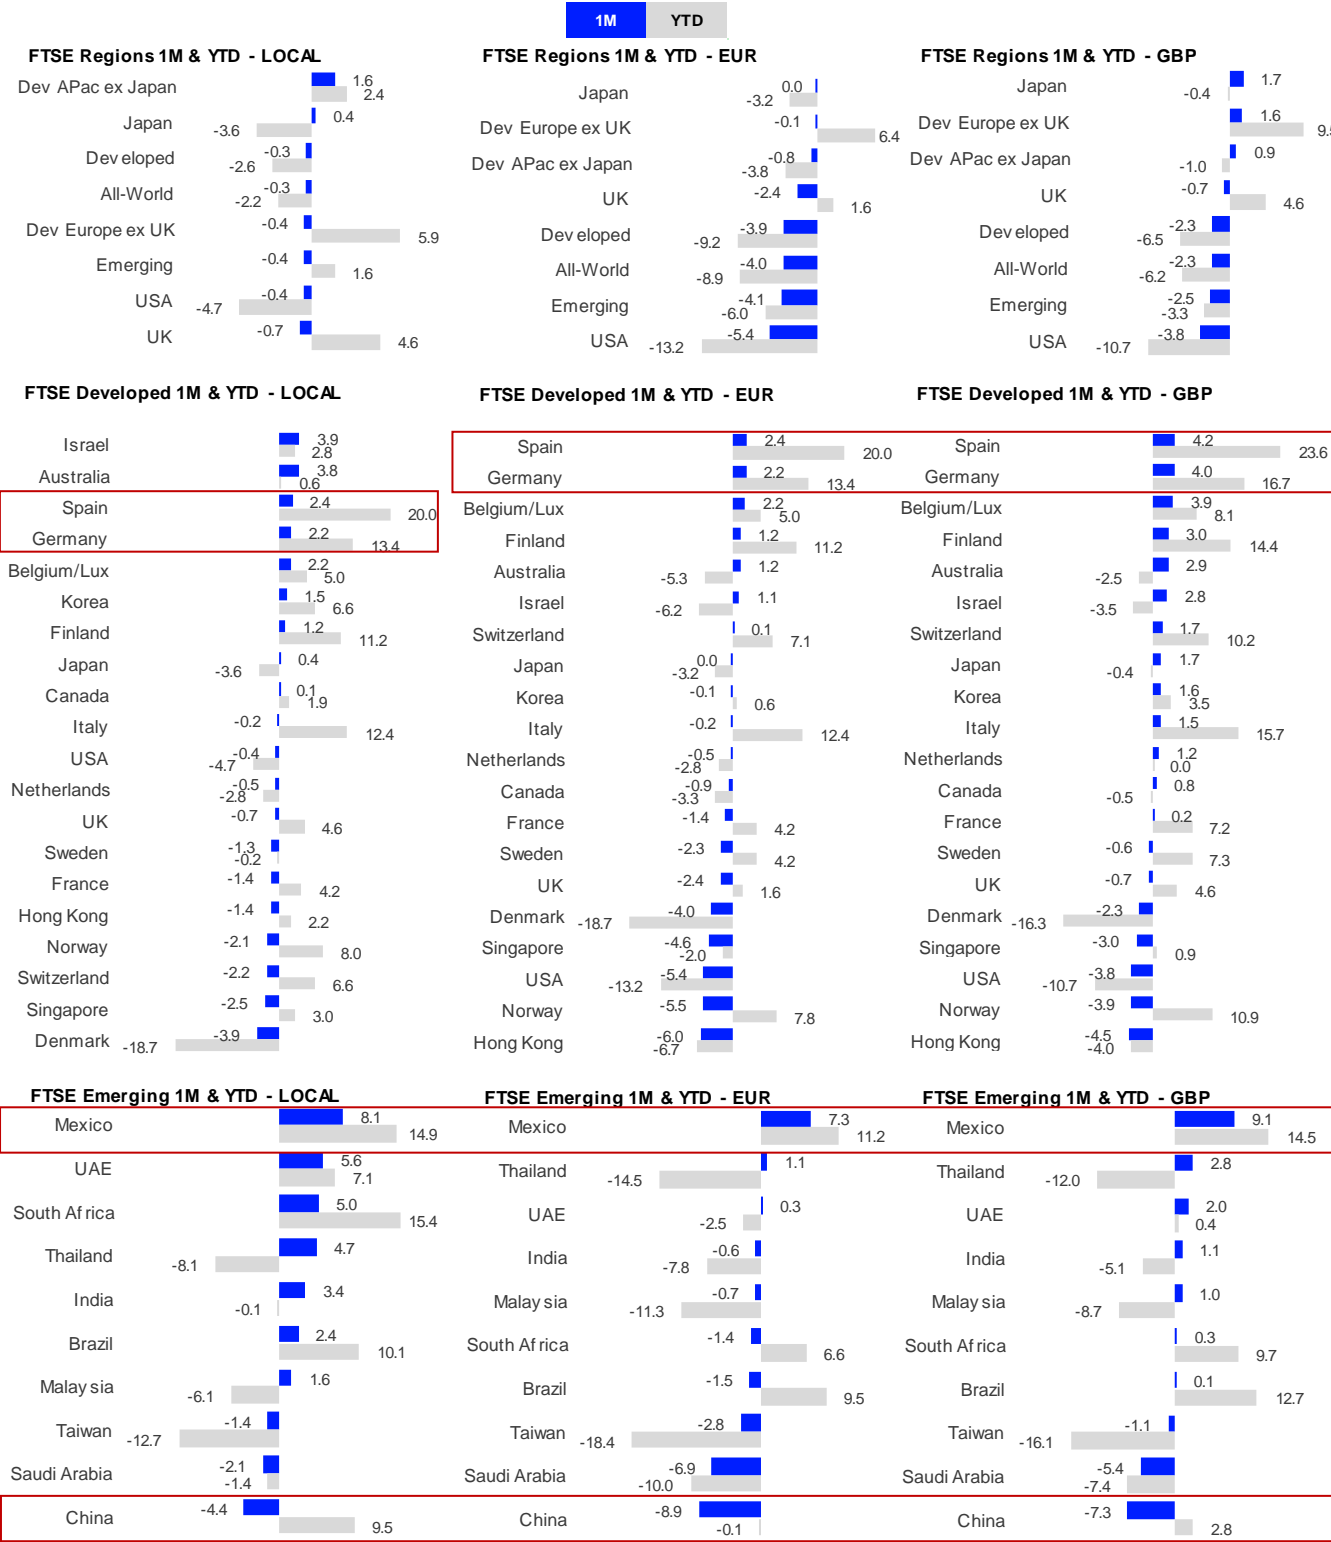 1M YTD
FTSE Regions 1M & YTD - LOCAL
Dev APac ex Japan 1.6 2.4
Japan 0.4 -3.6
Developed -0.3 -2.6
All-World -0.3 -2.2
Dev Europe ex UK -0.4 5.9
Emerging -0.4 1.6
USA -0.4 -4.7
UK -0.7 4.6
FTSE Regions 1M & YTD - EUR
Japan 0.0 -3.2
Dev Europe ex UK -0.1 6.4
Dev APac ex Japan -0.8 -3.8
UK -2.4 1.6
Developed -3.9 -9.2
All-World -4.0 -8.9
Emerging -4.1 -6.0
USA -5.4 -13.2
FTSE Regions 1M & YTD - GBP
Japan 1.7 -0.4
Dev Europe ex UK 1.6
Dev APac ex Japan 0.9 -1.0
UK -0.7 4.6
Developed -2.3 -6.5
All-World -2.3 -6.2
Emerging -2.5 -3.3
USA -3.8 -10.7
FTSE Developed 1M & YTD - LOCAL
Israel 3.9 2.8
Australia 3.8 0.6
Spain 2.4 20.0
Germany 2.2 13.4
Belgium/Lux 2.2 5.0
Korea 1.5 6.6
Finland 1.2 11.2
Japan 0.4 -3.6
Canada 0.1 1.9
Italy -0.2 12.4
USA -0.4 -4.7
Netherlands -0.5 -2.8
UK -0.7 4.6
Sweden -1.3 -0.2
France -1.4 4.2
Hong Kong -1.4 2.2
Norway -2.1 8.0
Switzerland -2.2 6.6
Singapore -2.5 3.0
Denmark -3.9 -18.7
FTSE Developed 1M & YTD - EUR
Spain 2.4 20.0
Germany 2.2 13.4
Belgium/Lux 2.2 5.0
Finland 1.2 11.2
Australia 1.2 -5.3
Israel 1.1 -6.2
Switzerland 0.1 7.1
Japan 0.0 -3.2
Korea -0.1 0.6
Italy -0.2 12.4
Netherlands -0.5 -2.8
Canada -0.9 -3.3
France -1.4 4.2
Sweden -2.3 4.2
UK -2.4 1.6
Denmark -4.0 -18.7
Singapore -4.6 -2.0
USA -5.4 -13.2
Norway -5.5 7.8
Hong Kong -6.0 -6.7
FTSE Developed 1M & YTD - GBP
Spain 4.2 23.6
Germany 4.0 16.7
Belgium/Lux 3.9 8.1
Finland 3.0 14.4
Australia 2.9 -2.5
Israel 2.8 -3.5
Switzerland 1.7 10.2
Japan 1.7 -0.4
Korea 1.6 3.5
Italy 1.5 15.7
Netherlands 1.2 0.0
Canada 0.8 -0.5
France 0.2 7.2
Sweden -0.6 7.3
UK -0.7 4.6
Denmark -2.3 -16.3
Singapore -3.0 0.9
USA -3.8 -10.7
Norway -3.9 10.9
Hong Kong -4.5 -4.0
FTSE Emerging 1M & YTD - LOCAL
Mexico 8.1 14.9
UAE 5.6 7.1
South Africa 5.0 15.4
Thailand 4.7 -8.1
India 3.4 -0.1
Brazil 2.4 10.1
Malaysia 1.6 -6.1
Taiwan -1.4 -12.7
Saudi Arabia -2.1 -1.4
China -4.4 9.5
FTSE Emerging 1M & YTD - EUR
Mexico 7.3 11.2
Thailand 1.1 -14.5
UAE 0.3 -2.5
India -0.6 -7.8
Malaysia -0.7 -11.3
South Africa -1.4 6.6
Brazil -1.5 9.5
Taiwan -2.8 -18.4
Saudi Arabia -6.9 -10.0
China -8.9 -0.1
FTSE Emerging 1M & YTD - GBP
Mexico 9.1 14.5
Thailand 2.8 -12.0
UAE 2.0 0.4
India 1.1 -5.1
Malaysia 1.0 -8.7
South Africa 0.3 9.7
Brazil 0.1 12.7
Taiwan -1.1 -16.1
Saudi Arabia -5.4 -7.4
China -7.3 2.8